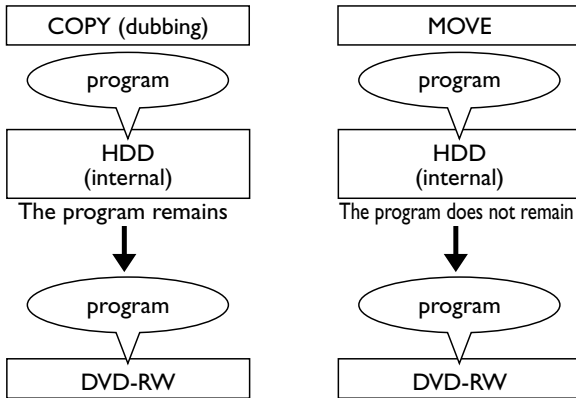 COPY (dubbing)
program
HDD
(internal)
The program remains
program
DVD-RW
MOVE
program
HDD
(internal)
The program does not remain
program
DVD-RW